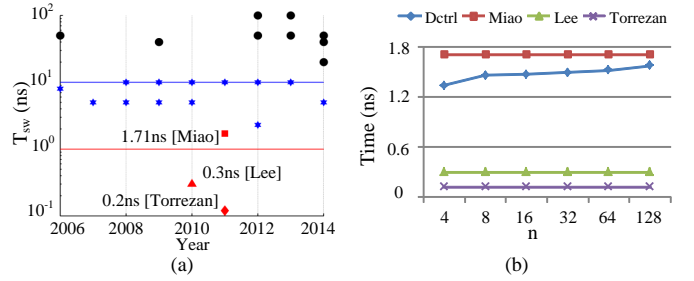 10²
10¹
10⁰
10⁻¹
T_sw (ns)
1.71ns [Miao]
0.3ns [Lee]
0.2ns [Torrezan]
2006 2008 2010 2012 2014
Year
(a)
Dctrl Miao Lee Torrezan
1.8
1.2
0.6
0
Time (ns)
4 8 16 32 64 128
n
(b)